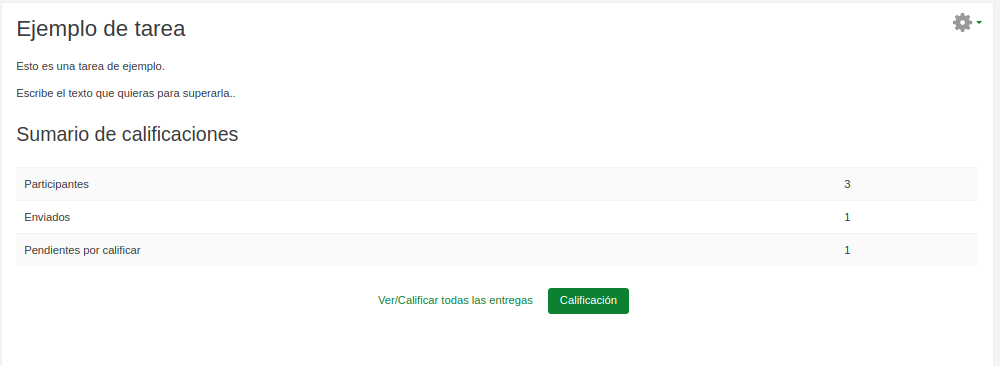 Ejemplo de tarea
Esto es una tarea de ejemplo.
Escribe el texto que quieras para superarla..
Sumario de calificaciones
Participantes 3
Enviados 1
Pendientes por calificar 1
Ver/Calificar todas las entregas Calificación